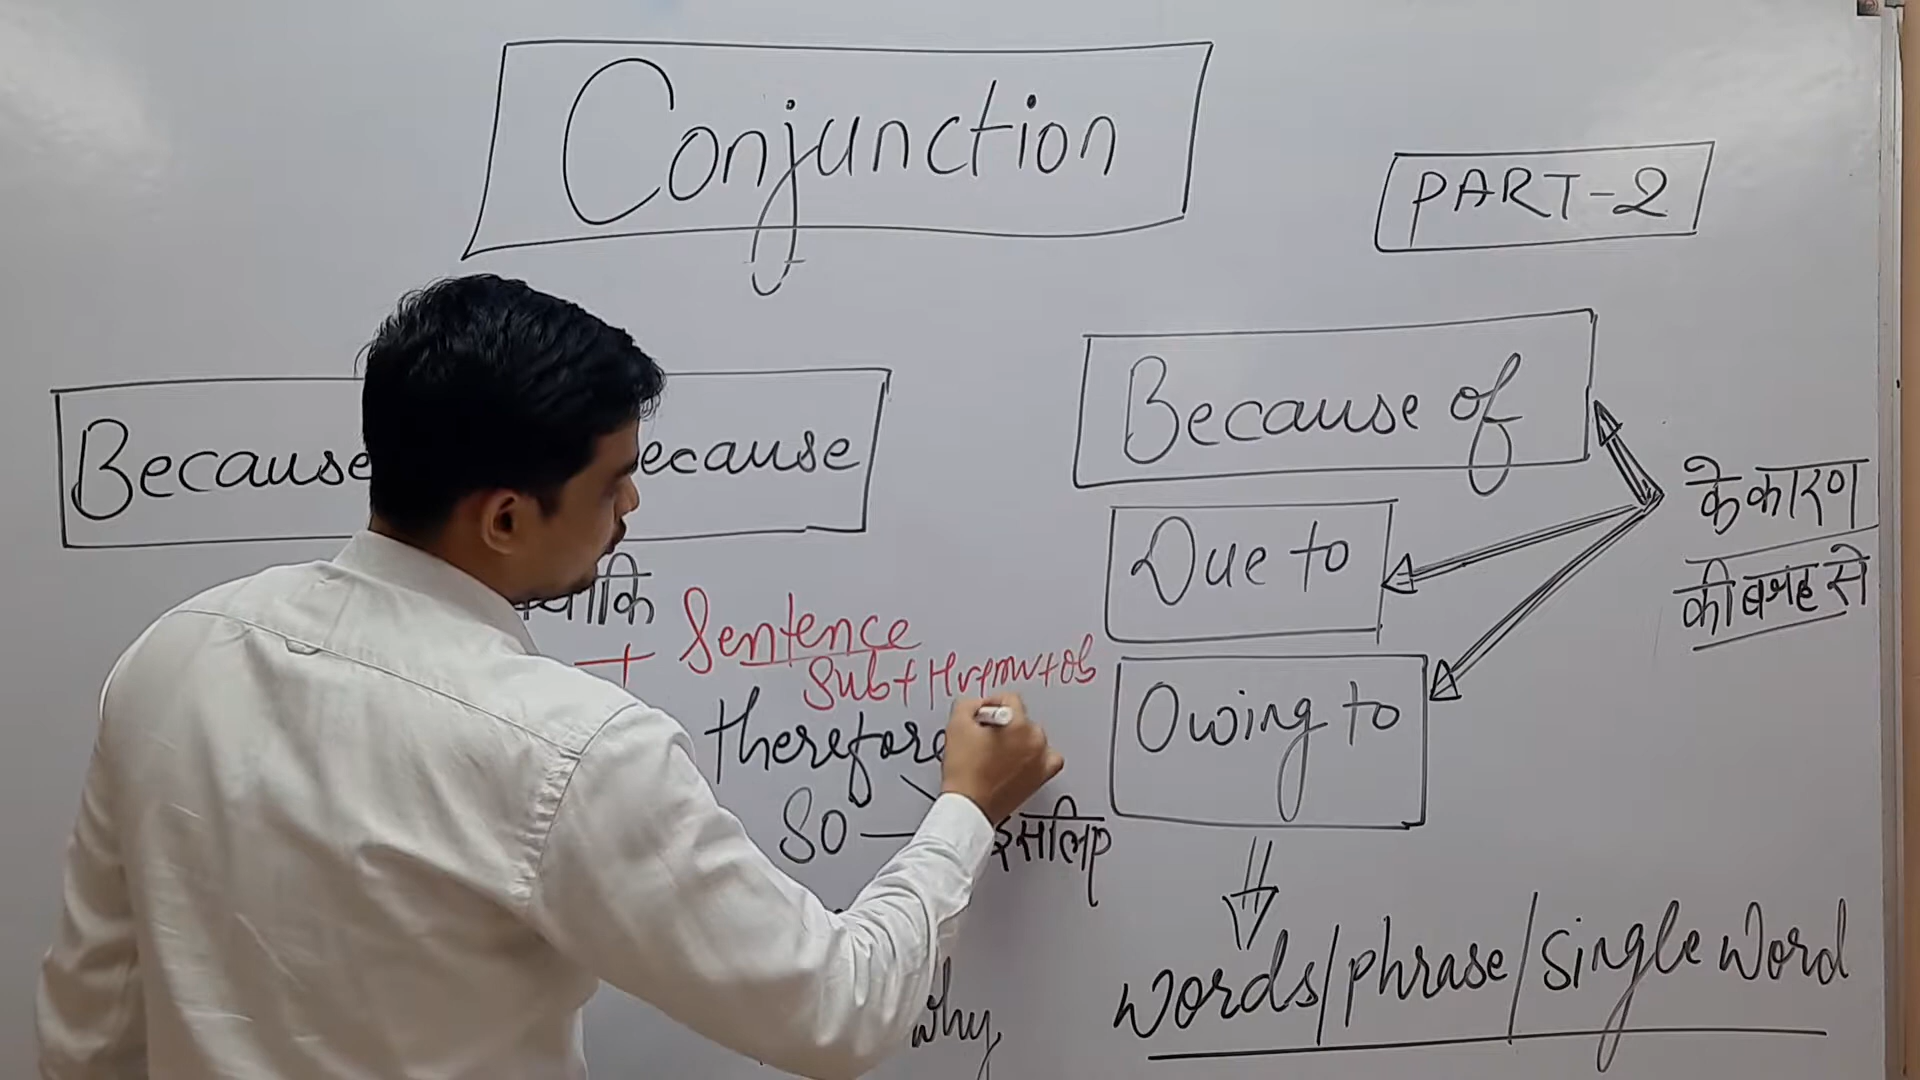 Conjunction
PART-2
Because ecause
Because of
Due to
Owing to
के कारण
की वजह से
+ Sentence
Sub + Hv + mv + ob
therefore
so
इसलिए
why
words/phrase/single word